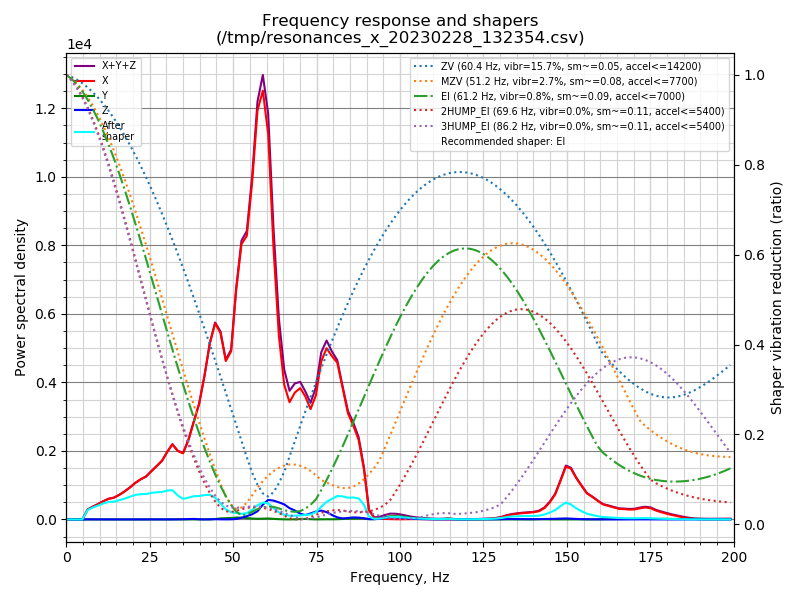 Frequency response and shapers
(/tmp/resonances_x_20230228_132354.csv)
1e4
X+Y+Z
X
Y
Z
After
shaper
ZV (60.4 Hz, vibr=15.7%, sm~=0.05, accel<=14200)
MZV (51.2 Hz, vibr=2.7%, sm~=0.08, accel<=7700)
EI (61.2 Hz, vibr=0.8%, sm~=0.09, accel<=7000)
2HUMP_EI (69.6 Hz, vibr=0.0%, sm~=0.11, accel<=5400)
3HUMP_EI (86.2 Hz, vibr=0.0%, sm~=0.11, accel<=5400)
Recommended shaper: EI
Power spectral density
1.2
1.0
0.8
0.6
0.4
0.2
0.0
1.0
0.8
0.6
0.4
0.2
0.0
Shaper vibration reduction (ratio)
0 25 50 75 100 125 150 175 200
Frequency, Hz